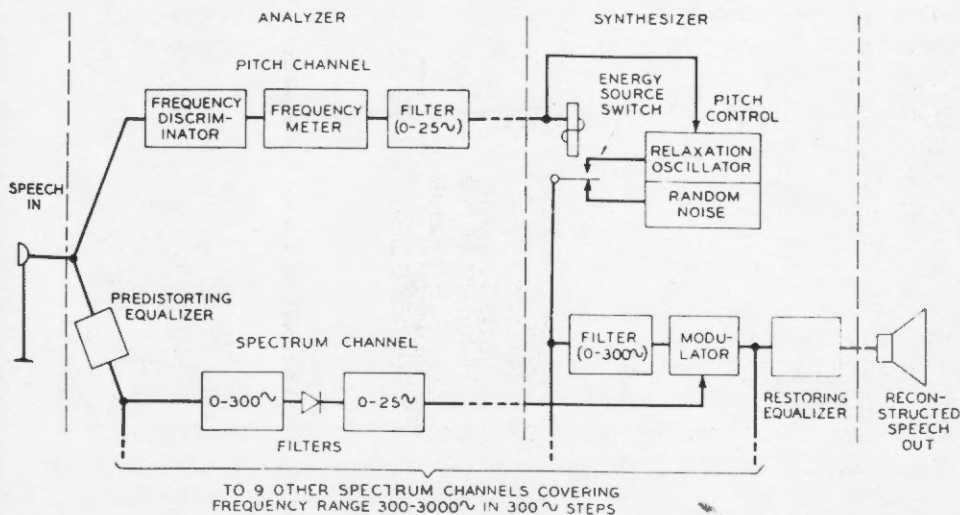 ANALYZER
SYNTHESIZER
PITCH CHANNEL
ENERGY
SOURCE
SWITCH
PITCH
CONTROL
FREQUENCY
DISCRIM-
INATOR
FREQUENCY
METER
FILTER
(0-25~)
RELAXATION
OSCILLATOR
RANDOM
NOISE
SPEECH
IN
PREDISTORTING
EQUALIZER
SPECTRUM CHANNEL
0-300~
0-25~
FILTERS
FILTER
(0-300~)
MODU-
LATOR
RESTORING
EQUALIZER
RECON-
STRUCTED
SPEECH
OUT
TO 9 OTHER SPECTRUM CHANNELS COVERING
FREQUENCY RANGE 300-3000~ IN 300~ STEPS